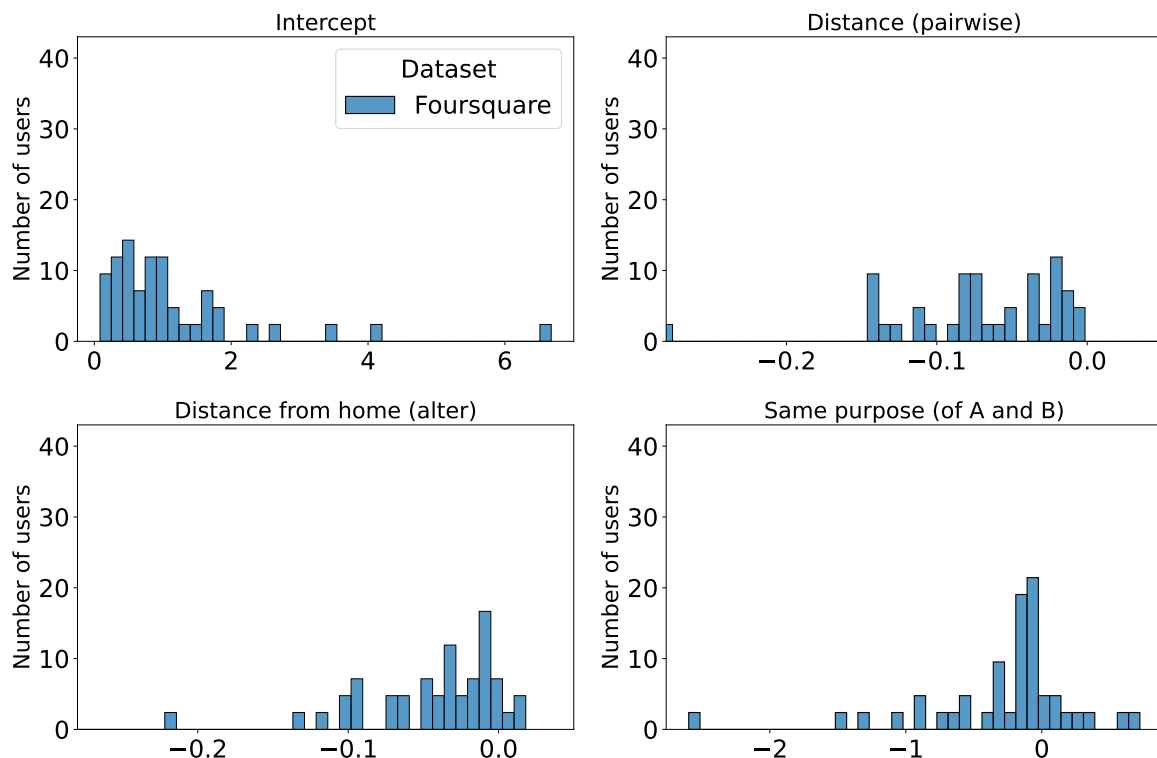 Intercept
Number of users
40
30
20
10
0
0 2 4 6
Dataset
Foursquare
Distance (pairwise)
Number of users
40
30
20
10
0
−0.2 −0.1 0.0
Distance from home (alter)
Number of users
40
30
20
10
0
−0.2 −0.1 0.0
Same purpose (of A and B)
Number of users
40
30
20
10
0
−2 −1 0